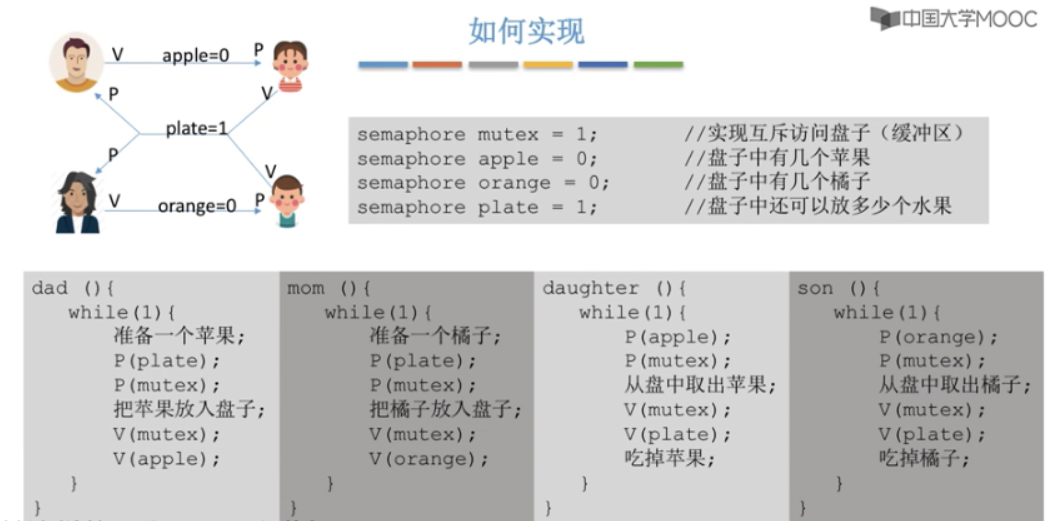 中国大学MOOC
如何实现
V apple=0 P
P V
plate=1
P V
V orange=0 P
semaphore mutex = 1; //实现互斥访问盘子（缓冲区）
semaphore apple = 0; //盘子中有几个苹果
semaphore orange = 0; //盘子中有几个橘子
semaphore plate = 1; //盘子中还可以放多少个水果
dad (){
while(1){
准备一个苹果;
P(plate);
P(mutex);
把苹果放入盘子;
V(mutex);
V(apple);
}
}
mom (){
while(1){
准备一个橘子;
P(plate);
P(mutex);
把橘子放入盘子;
V(mutex);
V(orange);
}
}
daughter (){
while(1){
P(apple);
P(mutex);
从盘中取出苹果;
V(mutex);
V(plate);
吃掉苹果;
}
}
son (){
while(1){
P(orange);
P(mutex);
从盘中取出橘子;
V(mutex);
V(plate);
吃掉橘子;
}
}